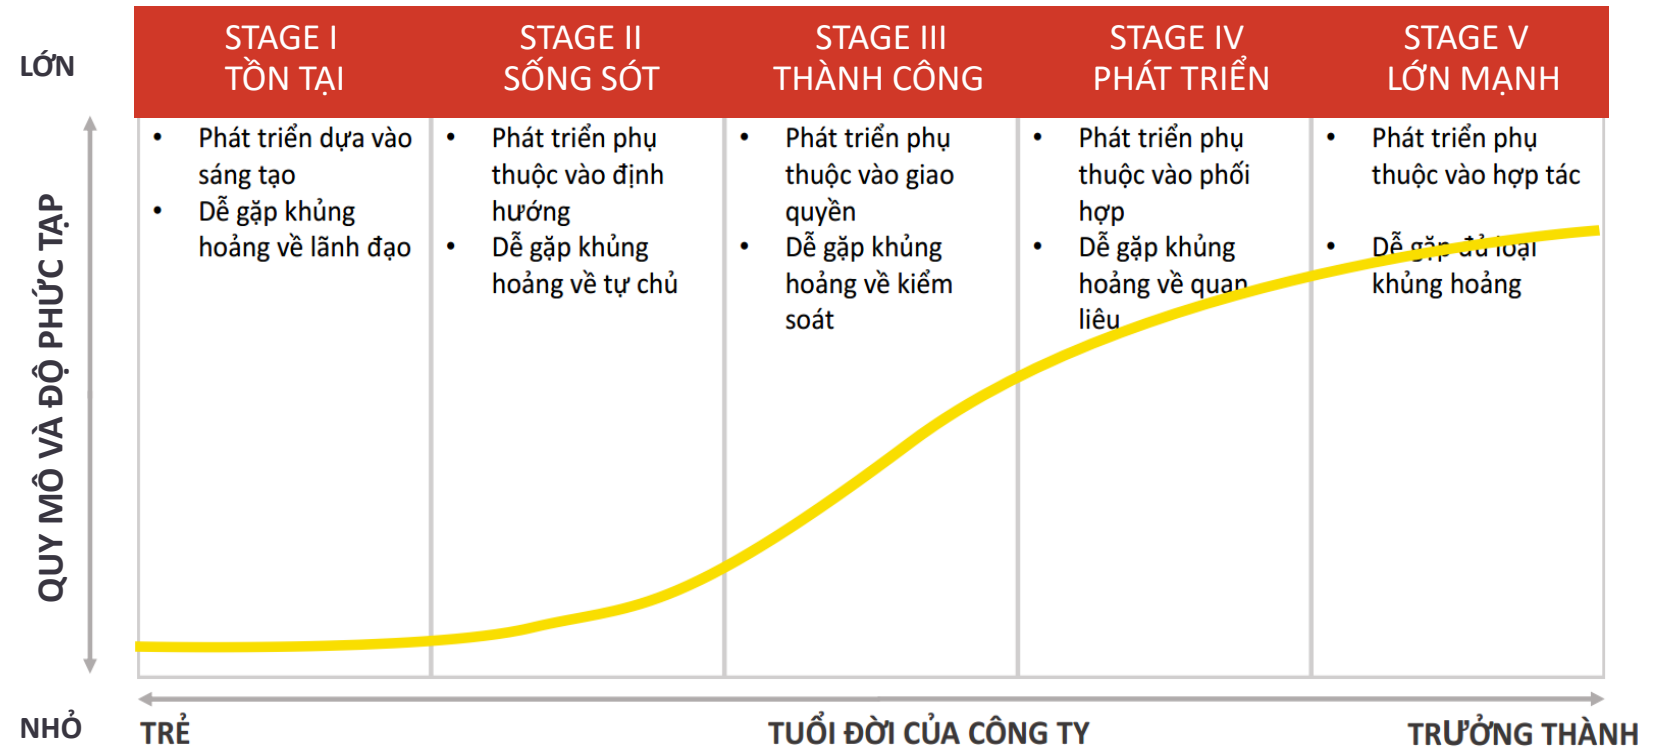 LỚN
STAGE I
TỒN TẠI
STAGE II
SỐNG SÓT
STAGE III
THÀNH CÔNG
STAGE IV
PHÁT TRIỂN
STAGE V
LỚN MẠNH
• Phát triển dựa vào
sáng tạo
• Dễ gặp khủng
hoảng về lãnh đạo
• Phát triển phụ
thuộc vào định
hướng
• Dễ gặp khủng
hoảng về tự chủ
• Phát triển phụ
thuộc vào giao
quyền
• Dễ gặp khủng
hoảng về kiểm
soát
• Phát triển phụ
thuộc vào phối
hợp
• Dễ gặp khủng
hoảng về quan
liêu
• Phát triển phụ
thuộc vào hợp tác
• Dễ gặp đủ loại
khủng hoảng
QUY MÔ VÀ ĐỘ PHỨC TẠP
NHỎ
TRẺ
TUỔI ĐỜI CỦA CÔNG TY
TRƯỞNG THÀNH